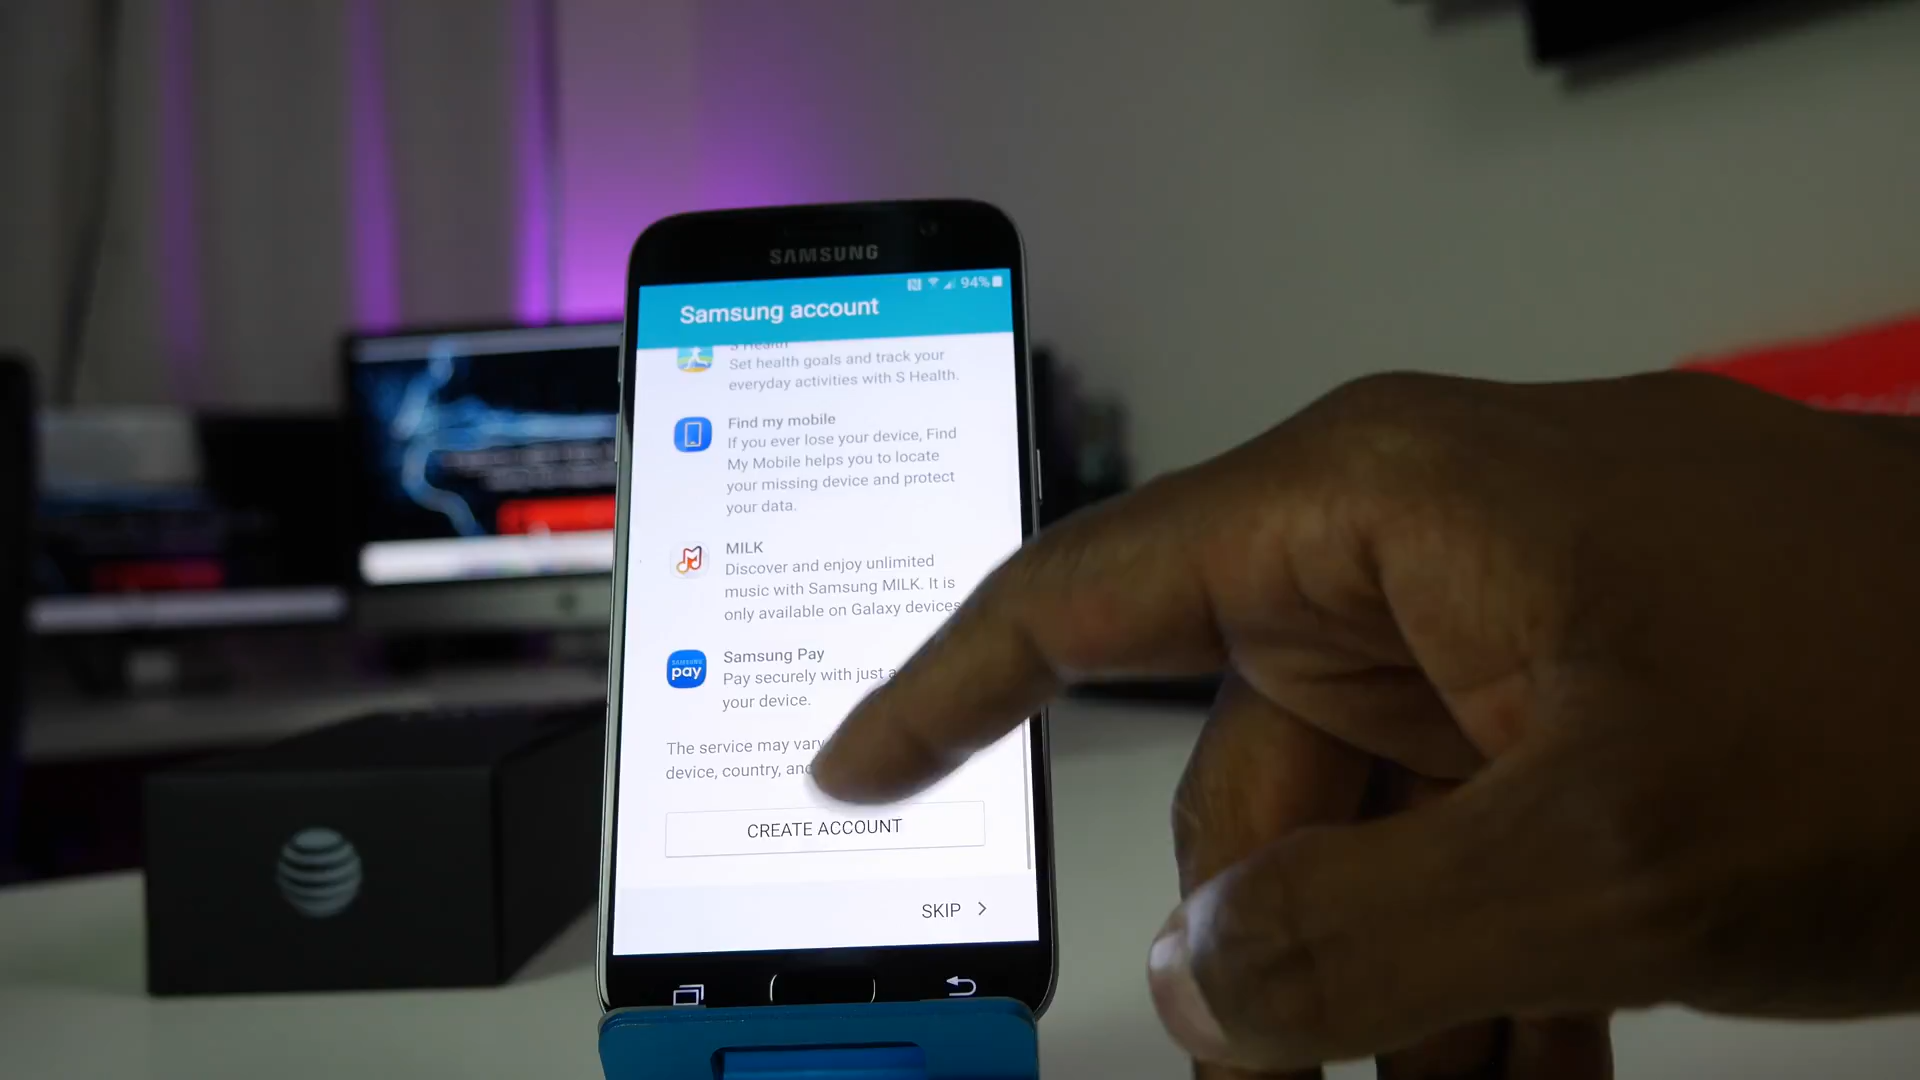 SAMSUNG
94%
Samsung account
S Health
Set health goals and track your
everyday activities with S Health.
Find my mobile
If you ever lose your device, Find
My Mobile helps you to locate
your missing device and protect
your data.
MILK
Discover and enjoy unlimited
music with Samsung MILK. It is
only available on Galaxy devices
SAMSUNG
pay
Samsung Pay
Pay securely with just a
your device.
The service may vary
device, country, and
CREATE ACCOUNT
SKIP